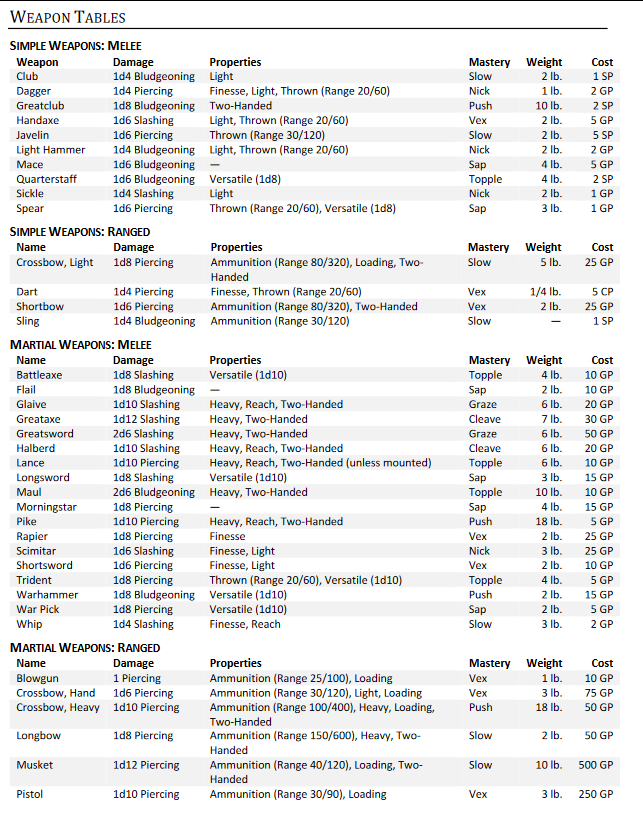 WEAPON TABLES
SIMPLE WEAPONS: MELEE
Weapon Damage Properties Mastery Weight Cost
Club 1d4 Bludgeoning Light Slow 2 lb. 1 SP
Dagger 1d4 Piercing Finesse, Light, Thrown (Range 20/60) Nick 1 lb. 2 GP
Greatclub 1d8 Bludgeoning Two-Handed Push 10 lb. 2 SP
Handaxe 1d6 Slashing Light, Thrown (Range 20/60) Vex 2 lb. 5 GP
Javelin 1d6 Piercing Thrown (Range 30/120) Slow 2 lb. 5 SP
Light Hammer 1d4 Bludgeoning Light, Thrown (Range 20/60) Nick 2 lb. 2 GP
Mace 1d6 Bludgeoning — Sap 4 lb. 5 GP
Quarterstaff 1d6 Bludgeoning Versatile (1d8) Topple 4 lb. 2 SP
Sickle 1d4 Slashing Light Nick 2 lb. 1 GP
Spear 1d6 Piercing Thrown (Range 20/60), Versatile (1d8) Sap 3 lb. 1 GP
SIMPLE WEAPONS: RANGED
Name Damage Properties Mastery Weight Cost
Crossbow, Light 1d8 Piercing Ammunition (Range 80/320), Loading, Two- Slow 5 lb. 25 GP
Handed
Dart 1d4 Piercing Finesse, Thrown (Range 20/60) Vex 1/4 lb. 5 CP
Shortbow 1d6 Piercing Ammunition (Range 80/320), Two-Handed Vex 2 lb. 25 GP
Sling 1d4 Bludgeoning Ammunition (Range 30/120) Slow — 1 SP
MARTIAL WEAPONS: MELEE
Name Damage Properties Mastery Weight Cost
Battleaxe 1d8 Slashing Versatile (1d10) Topple 4 lb. 10 GP
Flail 1d8 Bludgeoning — Sap 2 lb. 10 GP
Glaive 1d10 Slashing Heavy, Reach, Two-Handed Graze 6 lb. 20 GP
Greataxe 1d12 Slashing Heavy, Two-Handed Cleave 7 lb. 30 GP
Greatsword 2d6 Slashing Heavy, Two-Handed Graze 6 lb. 50 GP
Halberd 1d10 Slashing Heavy, Reach, Two-Handed Cleave 6 lb. 20 GP
Lance 1d10 Piercing Heavy, Reach, Two-Handed (unless mounted) Topple 6 lb. 10 GP
Longsword 1d8 Slashing Versatile (1d10) Sap 3 lb. 15 GP
Maul 2d6 Bludgeoning Heavy, Two-Handed Topple 10 lb. 10 GP
Morningstar 1d8 Piercing — Sap 4 lb. 15 GP
Pike 1d10 Piercing Heavy, Reach, Two-Handed Push 18 lb. 5 GP
Rapier 1d8 Piercing Finesse Vex 2 lb. 25 GP
Scimitar 1d6 Slashing Finesse, Light Nick 3 lb. 25 GP
Shortsword 1d6 Piercing Finesse, Light Vex 2 lb. 10 GP
Trident 1d8 Piercing Thrown (Range 20/60), Versatile (1d10) Topple 4 lb. 5 GP
Warhammer 1d8 Bludgeoning Versatile (1d10) Push 2 lb. 15 GP
War Pick 1d8 Piercing Versatile (1d10) Sap 2 lb. 5 GP
Whip 1d4 Slashing Finesse, Reach Slow 3 lb. 2 GP
MARTIAL WEAPONS: RANGED
Name Damage Properties Mastery Weight Cost
Blowgun 1 Piercing Ammunition (Range 25/100), Loading Vex 1 lb. 10 GP
Crossbow, Hand 1d6 Piercing Ammunition (Range 30/120), Light, Loading Vex 3 lb. 75 GP
Crossbow, Heavy 1d10 Piercing Ammunition (Range 100/400), Heavy, Loading, Push 18 lb. 50 GP
Two-Handed
Longbow 1d8 Piercing Ammunition (Range 150/600), Heavy, Two- Slow 2 lb. 50 GP
Handed
Musket 1d12 Piercing Ammunition (Range 40/120), Loading, Two- Slow 10 lb. 500 GP
Handed
Pistol 1d10 Piercing Ammunition (Range 30/90), Loading Vex 3 lb. 250 GP